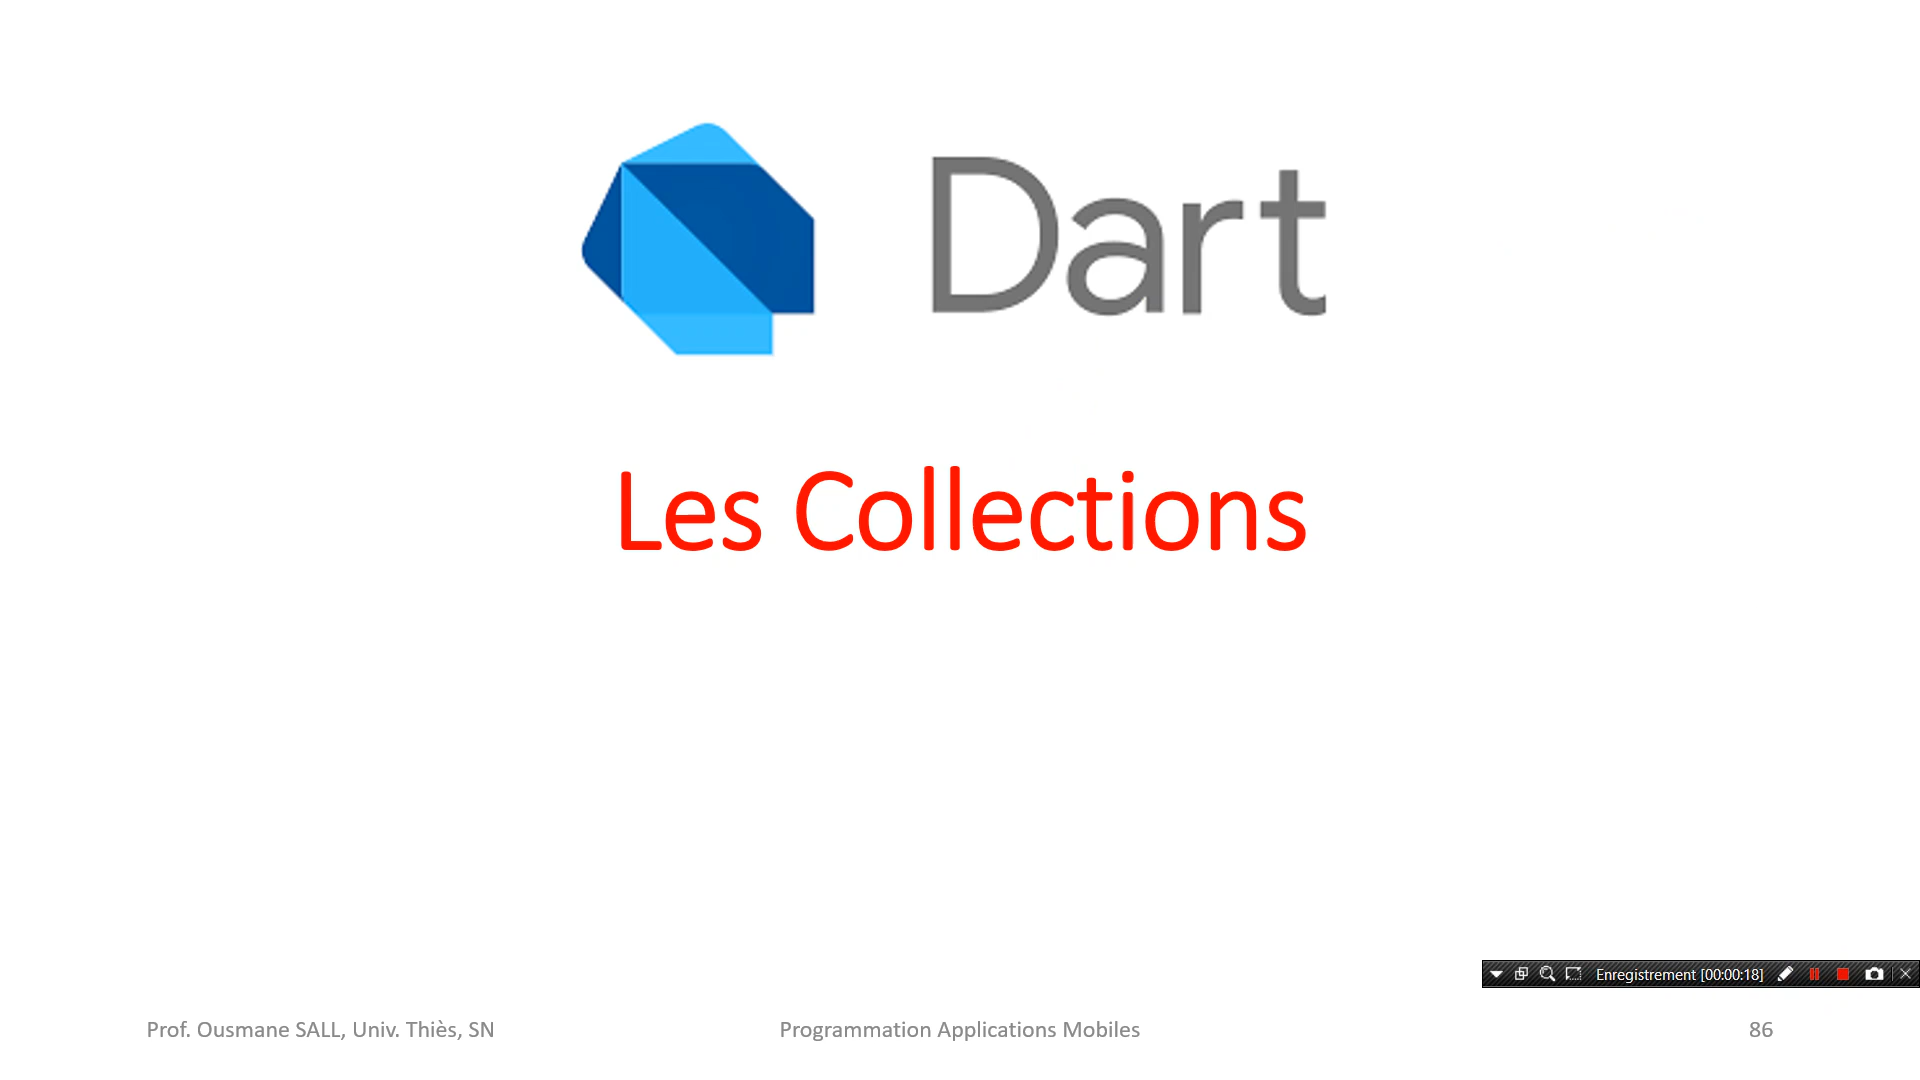 Dart
Les Collections
Enregistrement [00:00:18]
Prof. Ousmane SALL, Univ. Thiès, SN
Programmation Applications Mobiles
86